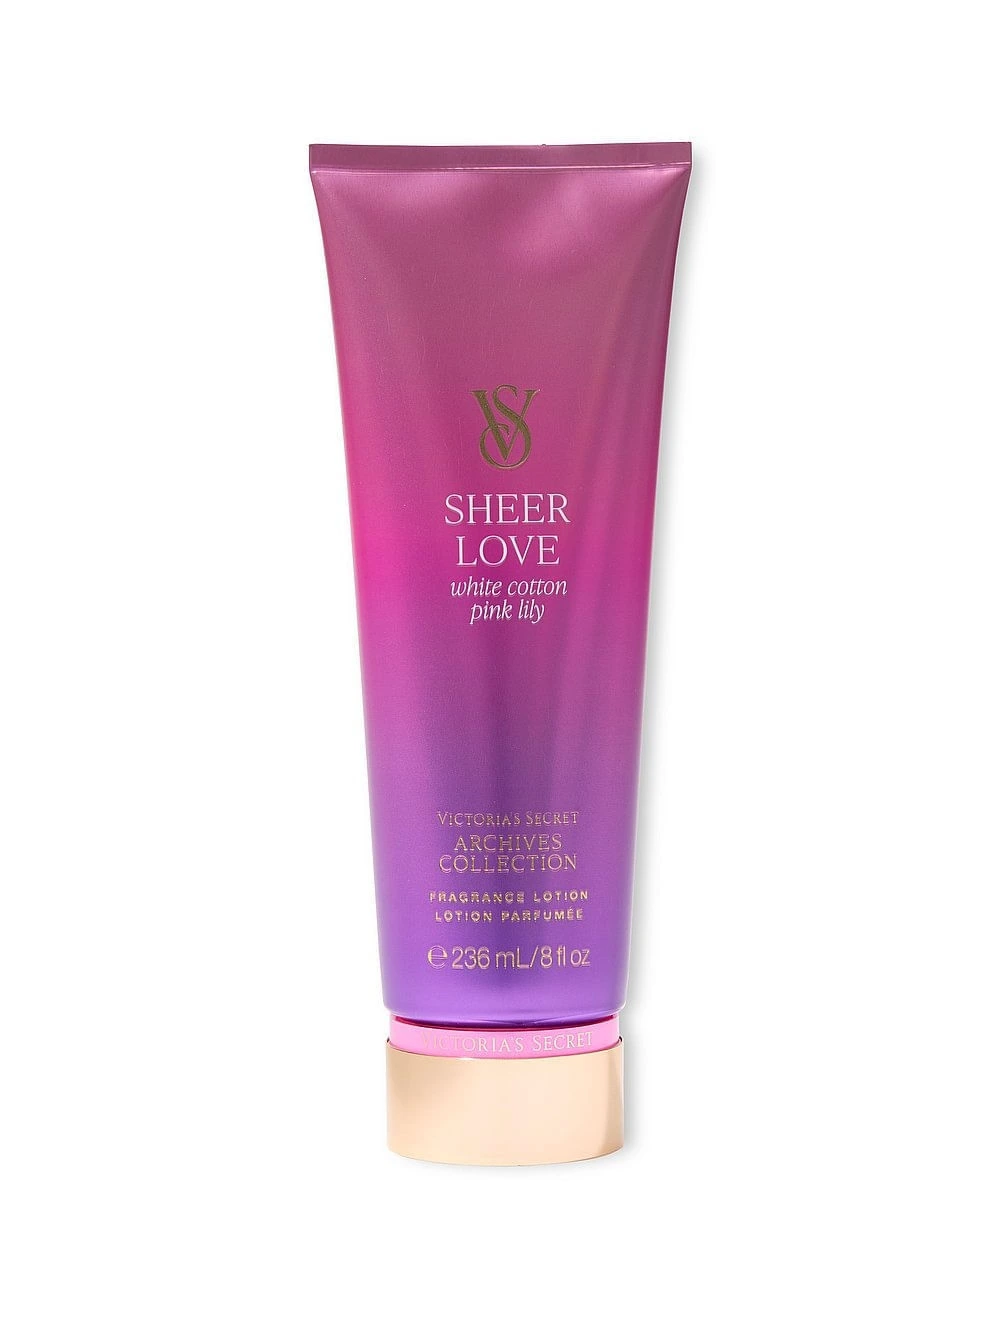 VS
SHEER
LOVE
white cotton
pink lily
VICTORIA'S SECRET
ARCHIVES
COLLECTION
FRAGRANCE LOTION
LOTION PARFUMÉE
℮ 236 mL/8 fl oz
VICTORIA'S SECRET